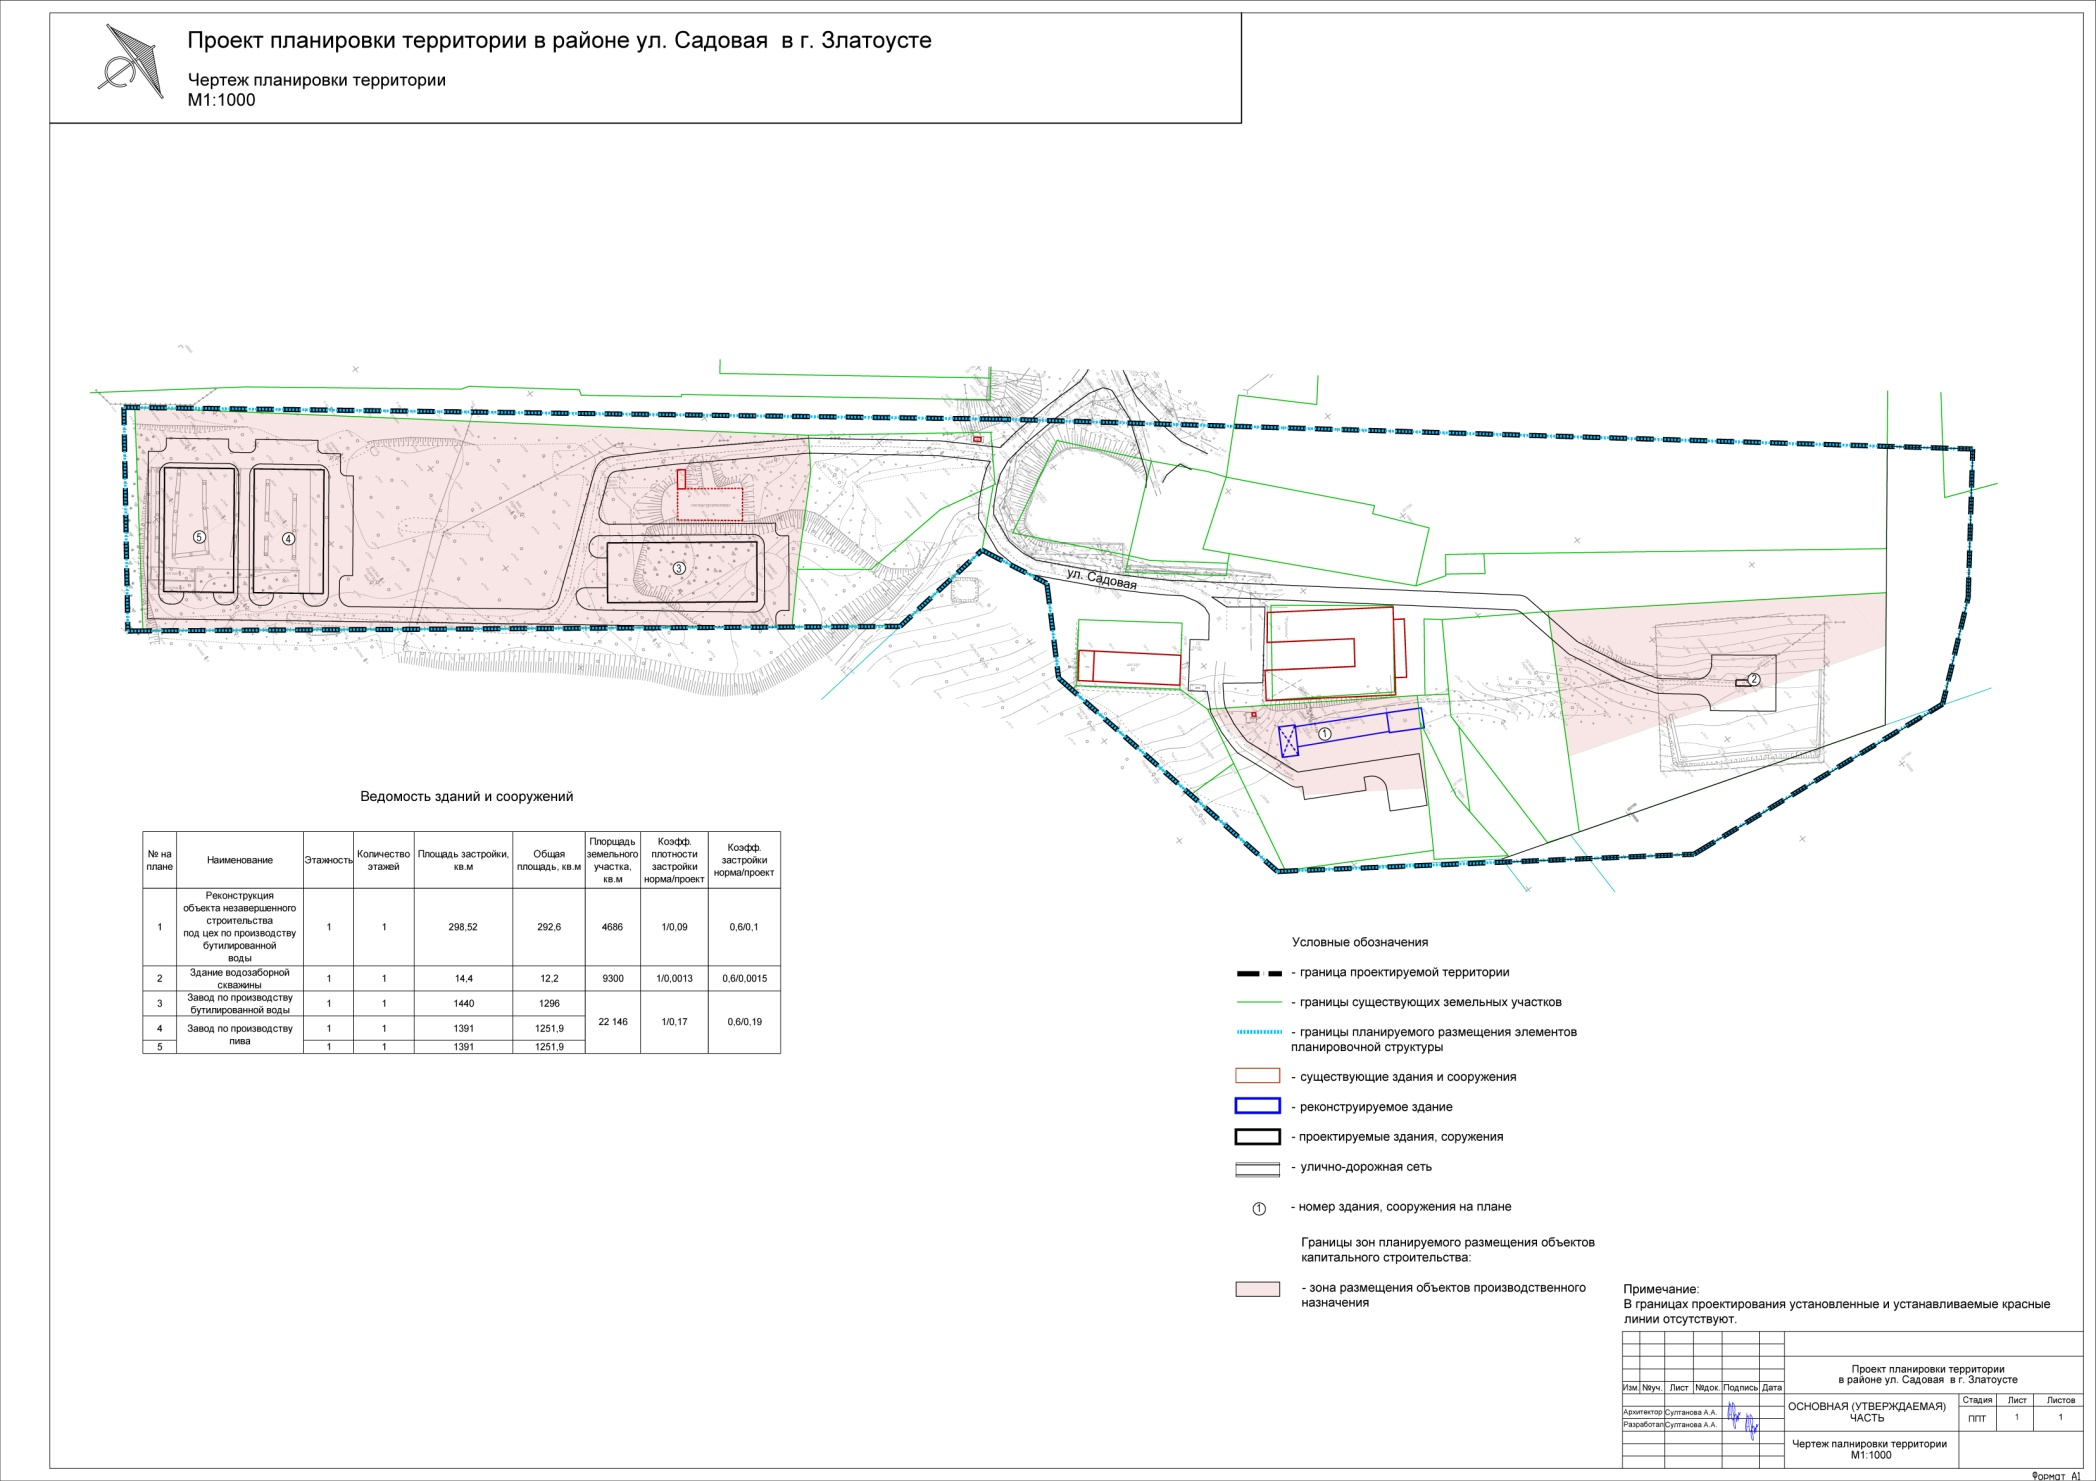 Проект планировки территории в районе ул. Садовая в г. Златоусте
Чертеж планировки территории
М1:1000
5
4
3
ул. Садовая
2
1
Ведомость зданий и сооружений
№ на плане
Наименование
Этажность
Количество этажей
Площадь застройки, кв.м
Общая площадь, кв.м
Плорщадь земельного участка, кв.м
Коэфф. плотности застройки норма/проект
Коэфф. застройки норма/проект
1
Реконструкция
объекта незавершенного
строительства
под цех по производству
бутилированной
воды
1 1 298,52 292,6 4686 1/0,09 0,6/0,1
2
Здание водозаборной
скважины
1 1 14,4 12,2 9300 1/0,0013 0,6/0,0015
3
Завод по производству
бутилированной воды
1 1 1440 1296
22 146 1/0,17 0,6/0,19
4
Завод по производству
пива
1 1 1391 1251,9
5 1 1 1391 1251,9
Условные обозначения
- граница проектируемой территории
- границы существующих земельных участков
- границы планируемого размещения элементов
планировочной структуры
- существующие здания и сооружения
- реконструируемое здание
- проектируемые здания, соружения
- улично-дорожная сеть
1 - номер здания, сооружения на плане
Границы зон планируемого размещения объектов
капитального строительства:
- зона размещения объектов производственного
назначения
Примечание:
В границах проектирования установленные и устанавливаемые красные
линии отсутствуют.
Проект планировки территории
в районе ул. Садовая в г. Златоусте
Изм. №уч. Лист №док. Подпись Дата
ОСНОВНАЯ (УТВЕРЖДАЕМАЯ)
ЧАСТЬ
Стадия Лист Листов
ППТ 1 1
Архитектор Султанова А.А.
Разработал Султанова А.А.
Чертеж палнировки территории
М1:1000
Формат А1